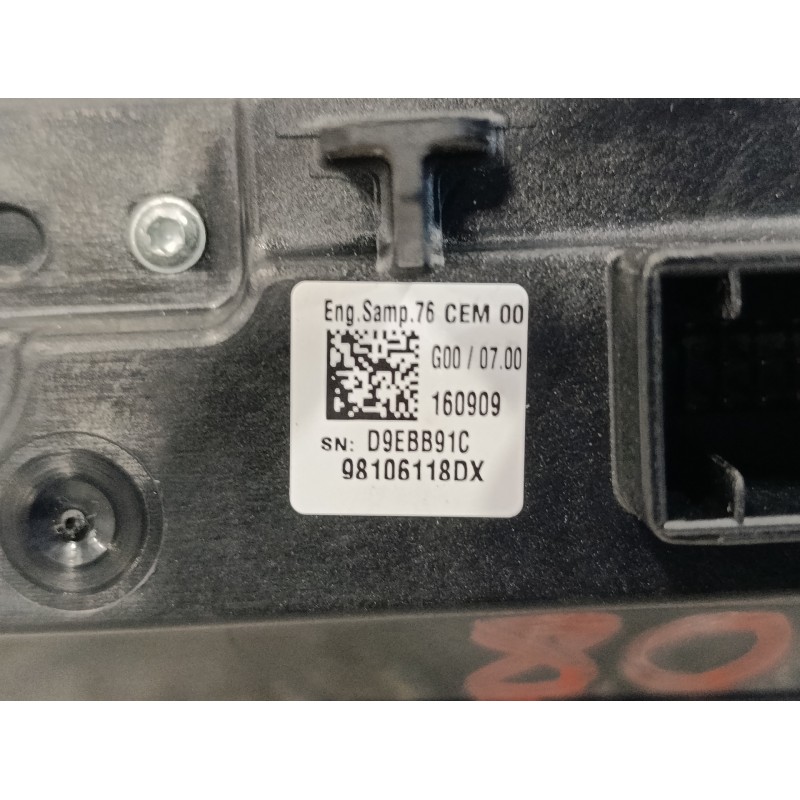 Eng.Samp.76 CEM 00
G00 / 07.00
160909
SN: D9EBB91C
98106118DX
80